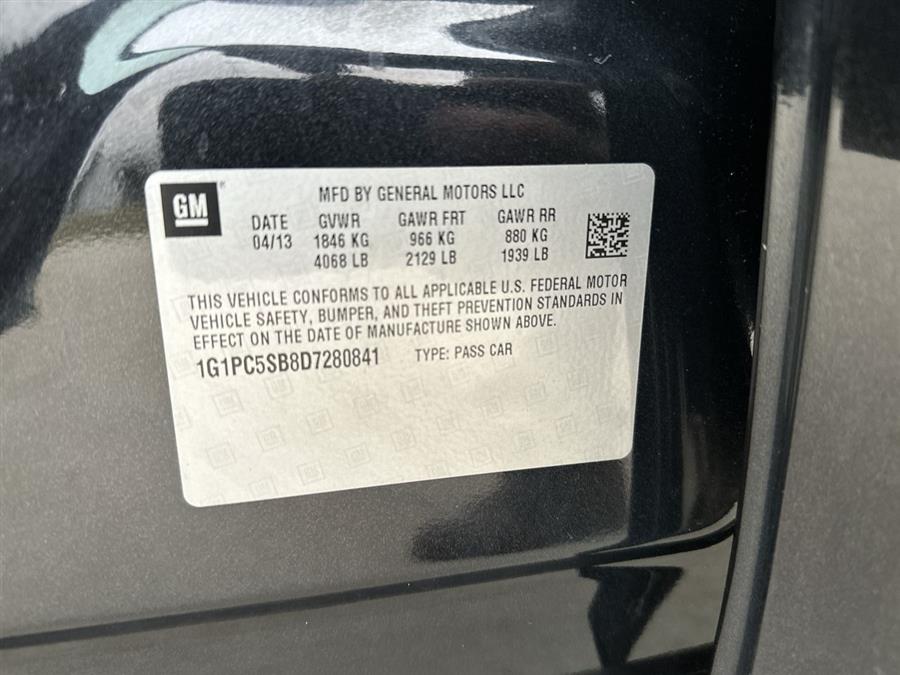 GM®
MFD BY GENERAL MOTORS LLC
DATE GVWR GAWR FRT GAWR RR
04/13 1846 KG 966 KG 880 KG
4068 LB 2129 LB 1939 LB
THIS VEHICLE CONFORMS TO ALL APPLICABLE U.S. FEDERAL MOTOR
VEHICLE SAFETY, BUMPER, AND THEFT PREVENTION STANDARDS IN
EFFECT ON THE DATE OF MANUFACTURE SHOWN ABOVE.
1G1PC5SB8D7280841 TYPE: PASS CAR